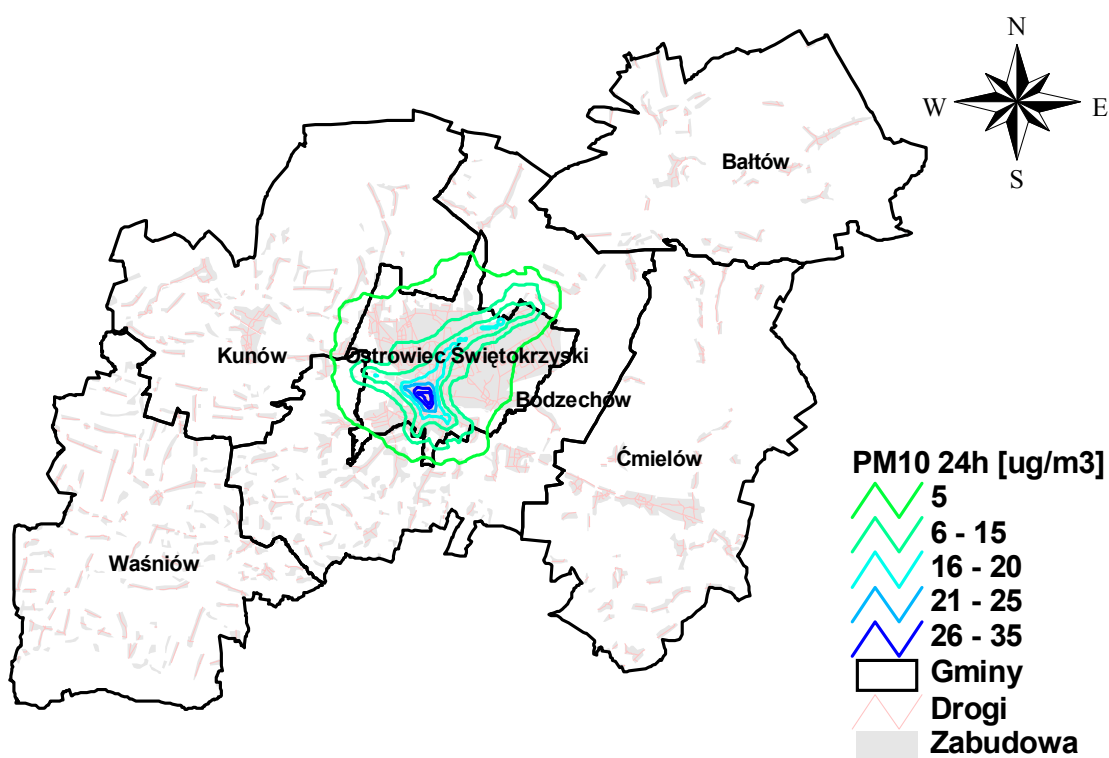 N
W E
S
Bałtów
Kunów
Ostrowiec Świętokrzyski
Bodzechów
Ćmielów
Waśniów
PM10 24h [ug/m3]
5
6 - 15
16 - 20
21 - 25
26 - 35
Gminy
Drogi
Zabudowa